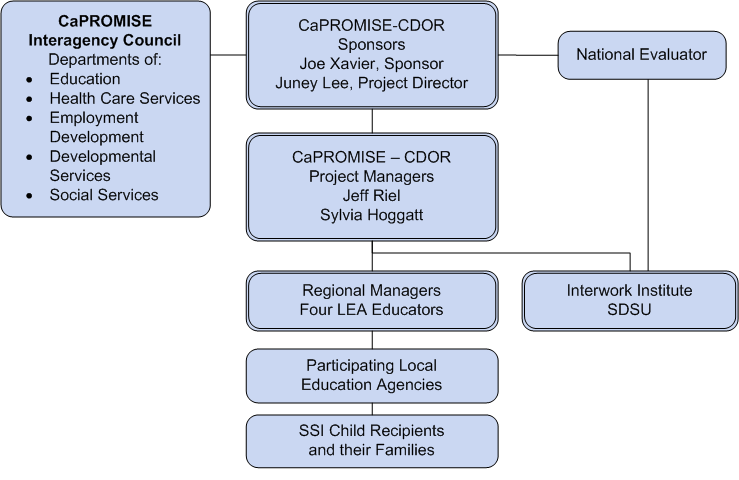 CaPROMISE
Interagency Council
Departments of:
• Education
• Health Care Services
• Employment
Development
• Developmental
Services
• Social Services
CaPROMISE-CDOR
Sponsors
Joe Xavier, Sponsor
Juney Lee, Project Director
National Evaluator
CaPROMISE – CDOR
Project Managers
Jeff Riel
Sylvia Hoggatt
Regional Managers
Four LEA Educators
Interwork Institute
SDSU
Participating Local
Education Agencies
SSI Child Recipients
and their Families